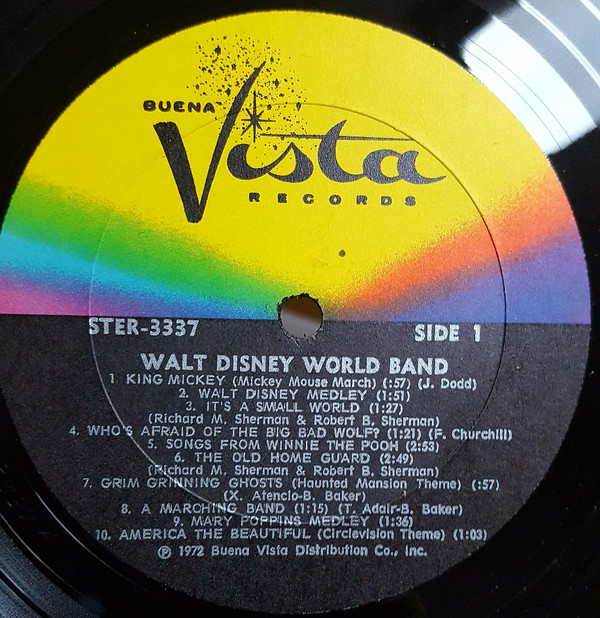 BUENA
Vista
RECORDS
STER-3337 SIDE 1
WALT DISNEY WORLD BAND
1. KING MICKEY (Mickey Mouse March) (:57) (J. Dodd)
2. WALT DISNEY MEDLEY (1:51)
3. IT'S A SMALL WORLD (1:27)
(Richard M. Sherman & Robert B. Sherman)
4. WHO'S AFRAID OF THE BIG BAD WOLF? (1:21) (F. Churchill)
5. SONGS FROM WINNIE THE POOH (2:53)
6. THE OLD HOME GUARD (2:49)
(Richard M. Sherman & Robert B. Sherman)
7. GRIM GRINNING GHOSTS (Haunted Mansion Theme) (:57)
(X. Atencio-B. Baker)
8. A MARCHING BAND (1:15) (T. Adair-B. Baker)
9. MARY POPPINS MEDLEY (1:36)
10. AMERICA THE BEAUTIFUL (Circlevision Theme) (1:03)
℗ 1972 Buena Vista Distribution Co., Inc.